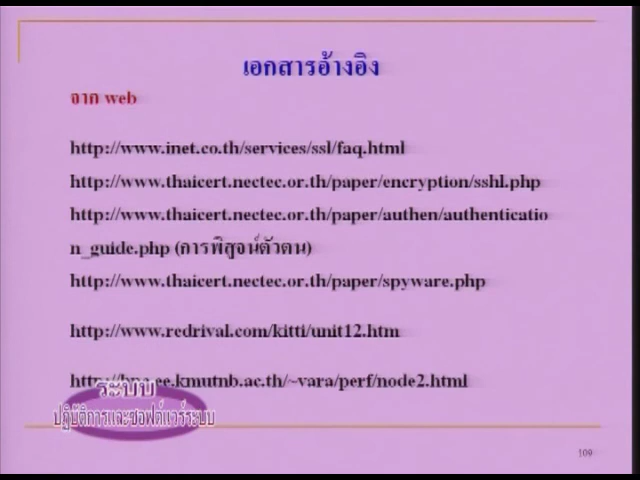 เอกสารอ้างอิง
จาก web
http://www.inet.co.th/services/ssl/faq.html
http://www.thaicert.nectec.or.th/paper/encryption/sshl.php
http://www.thaicert.nectec.or.th/paper/authen/authenticatio
n_guide.php (การพิสูจน์ตัวตน)
http://www.thaicert.nectec.or.th/paper/spyware.php
http://www.redrival.com/kitti/unit12.htm
.ee.kmutnb.ac.th/~vara/perf/node2.html
ระบบ
ปฏิบัติการและซอฟต์แวร์ระบบ
109